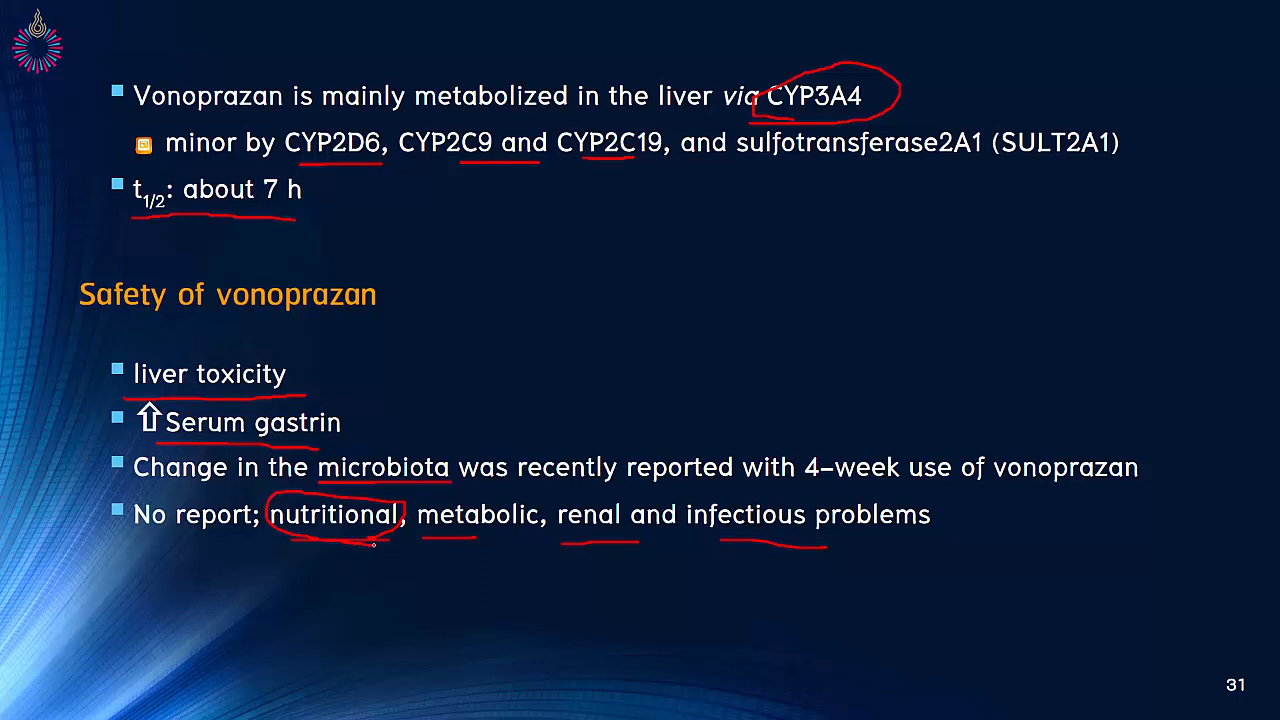 Vonoprazan is mainly metabolized in the liver via CYP3A4
minor by CYP2D6, CYP2C9 and CYP2C19, and sulfotransferase2A1 (SULT2A1)
t1/2: about 7 h
Safety of vonoprazan
liver toxicity
⇧Serum gastrin
Change in the microbiota was recently reported with 4-week use of vonoprazan
No report; nutritional, metabolic, renal and infectious problems
31